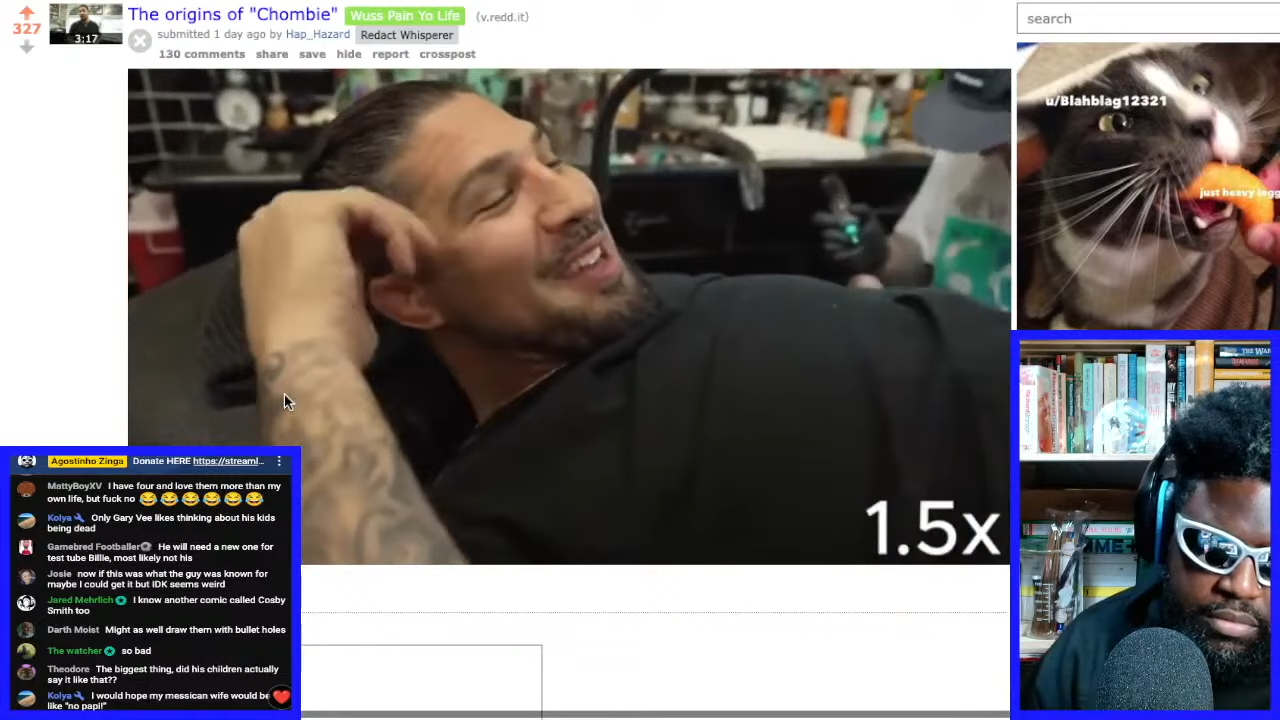 The origins of "Chombie" Wuss Pain Yo Life (v.redd.it)
327
3:17
submitted 1 day ago by Hap_Hazard Redact Whisperer
130 comments share save hide report crosspost
search
u/Blahblag12321
just heavy legg
1.5x
Agostinho Zinga Donate HERE https://streaml...
MattyBoyXV I have four and love them more than my
own life, but fuck no 😂😂😂😂😂😂
Kolya Only Gary Vee likes thinking about his kids
being dead
Gamebred Footballer He will need a new one for
test tube Billie, most likely not his
Josie now if this was what the guy was known for
maybe I could get it but IDK seems weird
Jared Mehrlich I know another comic called Cosby
Smith too
Darth Moist Might as well draw them with bullet holes
The watcher so bad
Theodore The biggest thing, did his children actually
say it like that??
Kolya I would hope my messican wife would be
like "no papi!"